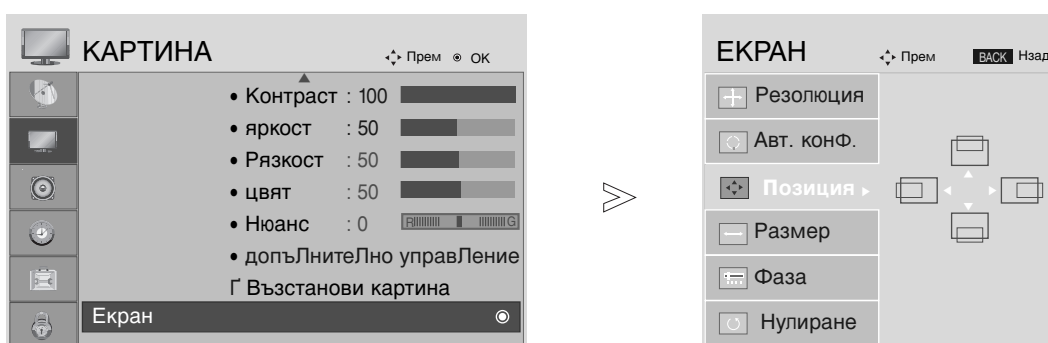 КАРТИНА Прем OK
• Контраст : 100
• яркост : 50
• Рязкост : 50
• цвят : 50
• Нюанс : 0 R G
• допъЛнитеЛно управЛение
Ґ Възстанови картина
Екран
ЕКРАН Прем BACK Нзад
Резолюция
Авт. конФ.
Позиция
Размер
Фаза
Нулиране